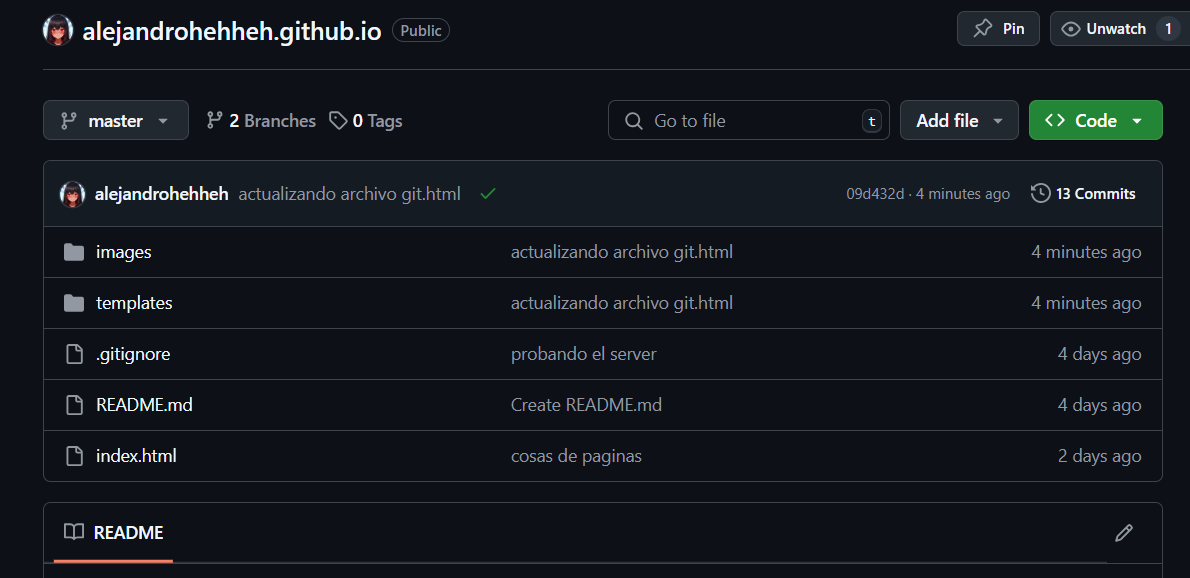 alejandrohehheh.github.io Public Pin Unwatch 1
master 2 Branches 0 Tags Go to file t Add file Code
alejandrohehheh actualizando archivo git.html 09d432d · 4 minutes ago 13 Commits
images actualizando archivo git.html 4 minutes ago
templates actualizando archivo git.html 4 minutes ago
.gitignore probando el server 4 days ago
README.md Create README.md 4 days ago
index.html cosas de paginas 2 days ago
README